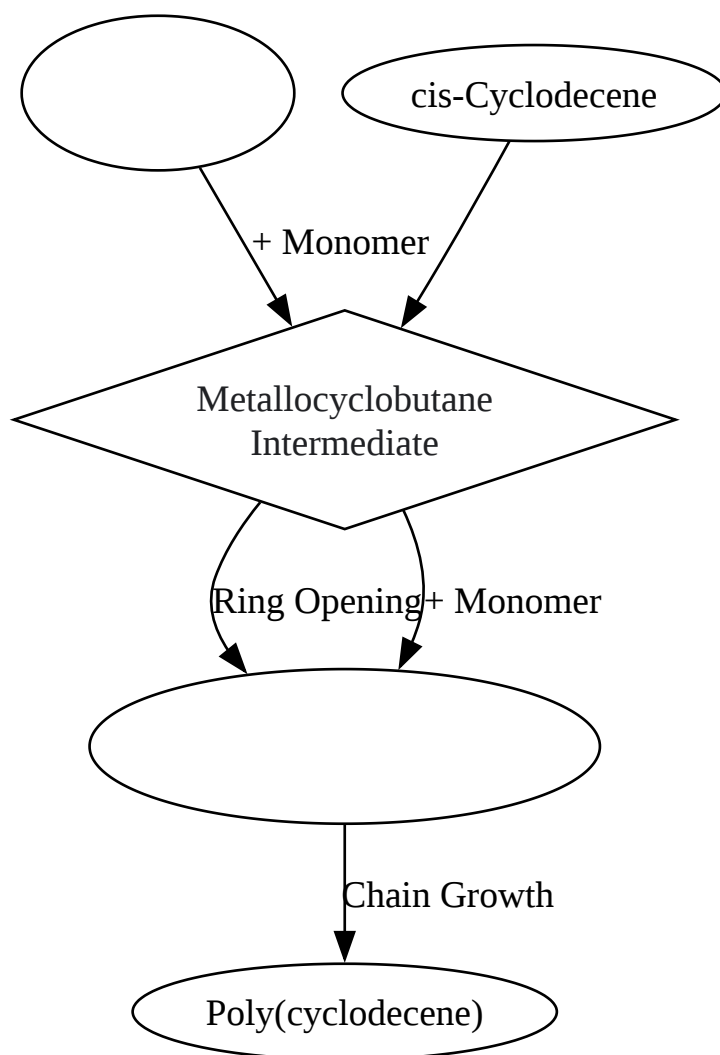 cis-Cyclodecene
+ Monomer
Metallocyclobutane
Intermediate
Ring Opening
+ Monomer
Chain Growth
Poly(cyclodecene)